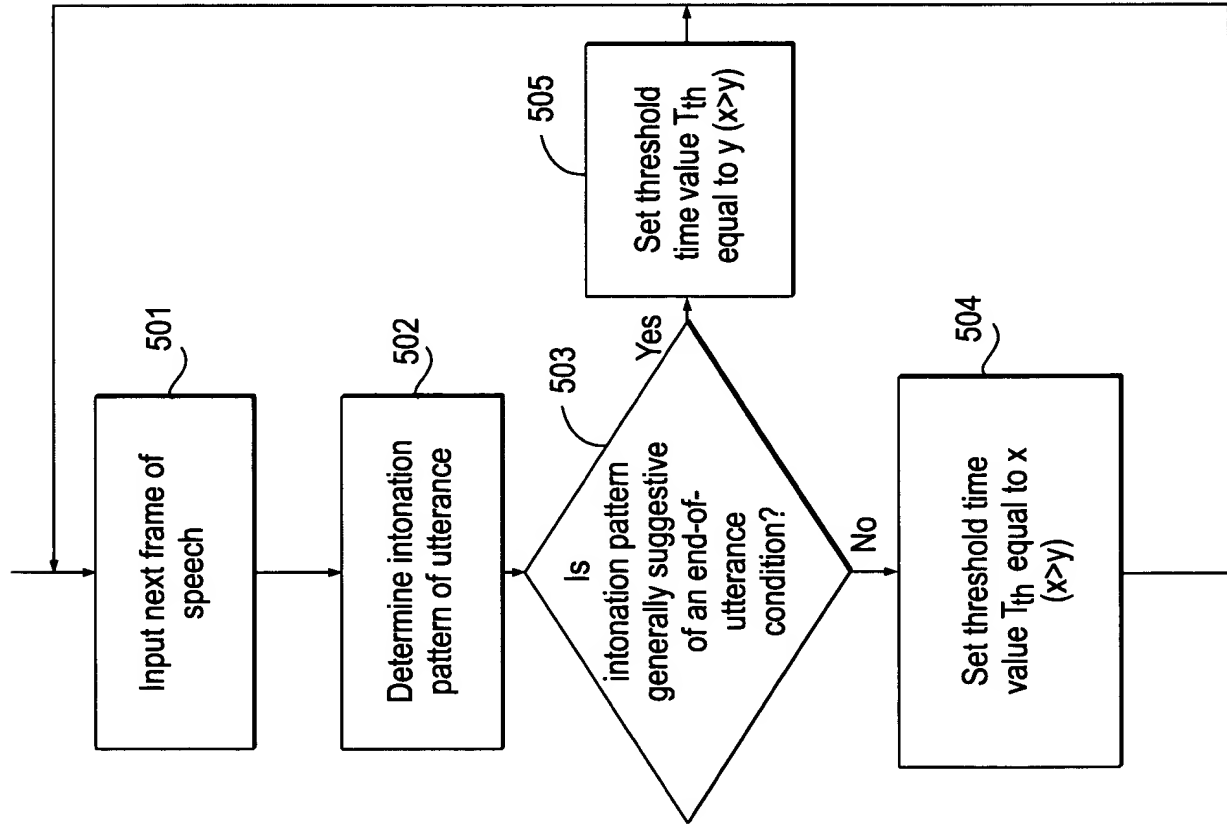 501
Input next frame of
speech
502
Determine intonation
pattern of utterance
503
Is
intonation pattern
generally suggestive
of an end-of-
utterance
condition?
Yes
No
505
Set threshold
time value Tth
equal to y (x>y)
504
Set threshold time
value Tth equal to x
(x>y)